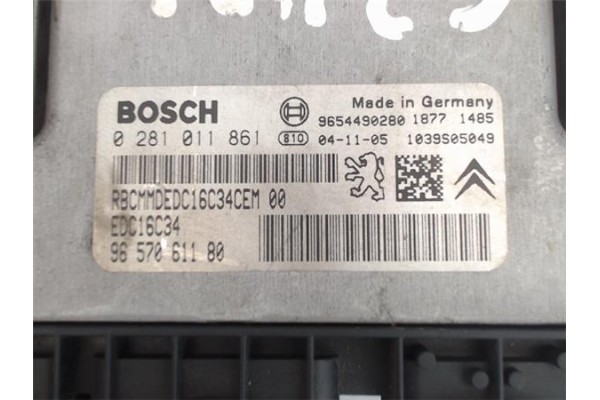 BOSCH
Made in Germany
9654490280 1877 1485
0 281 011 861 810 04-11-05 1039S05049
RBCMMDEDC16C34CEM 00
EDC16C34
96 570 611 80